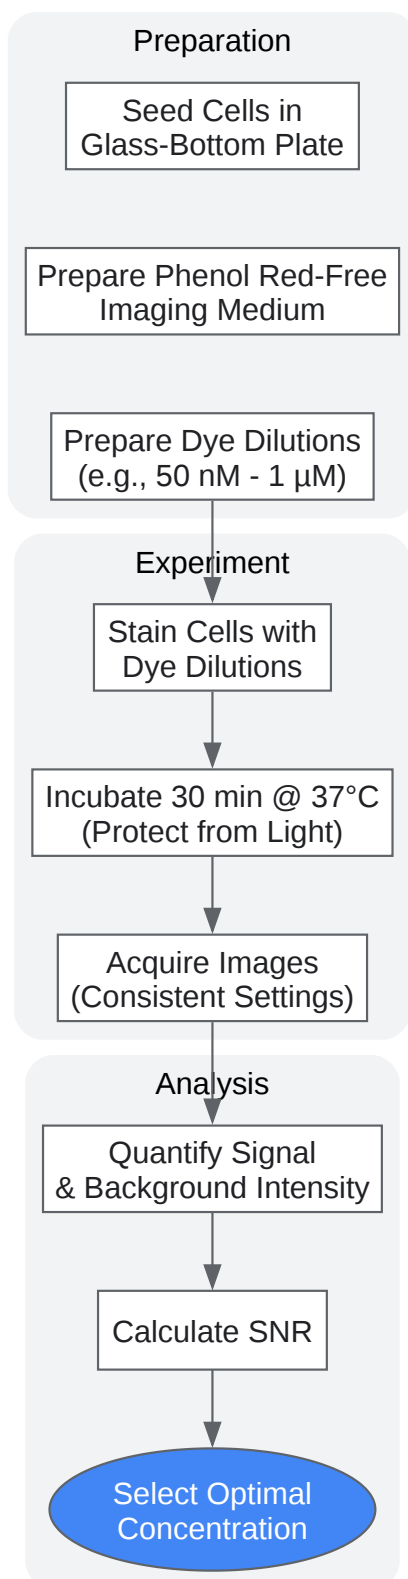 Preparation
Seed Cells in
Glass-Bottom Plate
Prepare Phenol Red-Free
Imaging Medium
Prepare Dye Dilutions
(e.g., 50 nM - 1 µM)
Experiment
Stain Cells with
Dye Dilutions
Incubate 30 min @ 37°C
(Protect from Light)
Acquire Images
(Consistent Settings)
Analysis
Quantify Signal
& Background Intensity
Calculate SNR
Select Optimal
Concentration